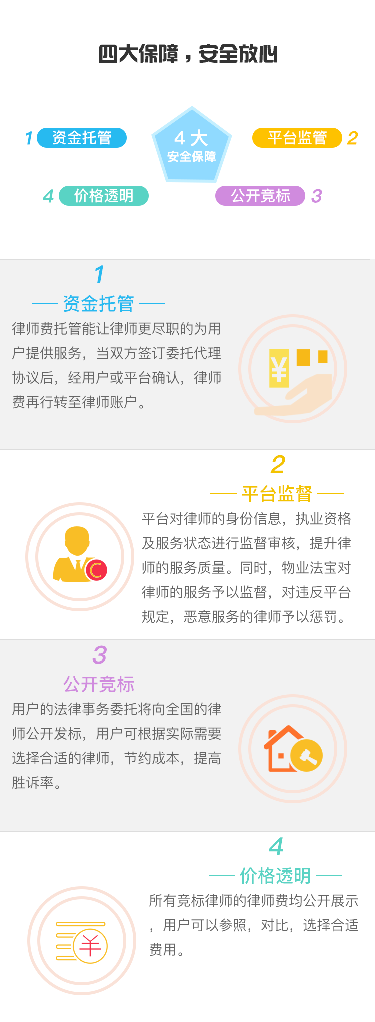 四大保障，安全放心
1 资金托管
4 大
安全保障
平台监管 2
4 价格透明
公开竞标 3
1
资金托管
律师费托管能让律师更尽职的为用
户提供服务，当双方签订委托代理
协议后，经用户或平台确认，律师
费再行转至律师账户。
¥
2
平台监督
平台对律师的身份信息，执业资格
及服务状态进行监督审核，提升律
师的服务质量。同时，物业法宝对
律师的服务予以监督，对违反平台
规定，恶意服务的律师予以惩罚。
C
3
公开竞标
用户的法律事务委托将向全国的律
师公开发标，用户可根据实际需要
选择合适的律师，节约成本，提高
胜诉率。
4
价格透明
所有竞标律师的律师费均公开展示
，用户可以参照，对比，选择合适
费用。
¥